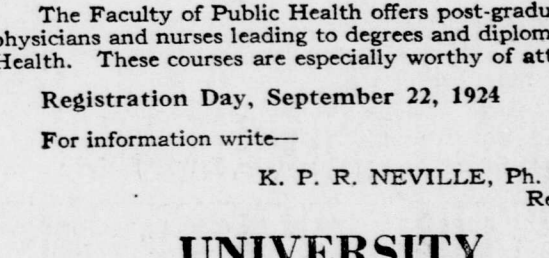 The Faculty of Public Health offers post-gradu
physicians and nurses leading to degrees and diplom
Health. These courses are especially worthy of att
Registration Day, September 22, 1924
For information write—
K. P. R. NEVILLE, Ph.
Re
UNIVERSITY